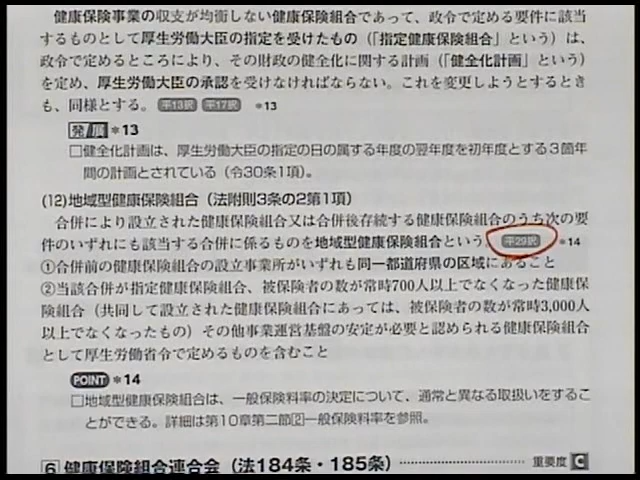 健康保険事業の収支が均衡しない健康保険組合であって、政令で定める要件に該当
するものとして厚生労働大臣の指定を受けたもの（「指定健康保険組合」という）は、
政令で定めるところにより、その財政の健全化に関する計画（「健全化計画」という）
を定め、厚生労働大臣の承認を受けなければならない。これを変更しようとするとき
も、同様とする。 平13択 平17択 *13
発展 *13
□健全化計画は、厚生労働大臣の指定の日の属する年度の翌年度を初年度とする3箇年
間の計画とされている（令30条1項）。
(12)地域型健康保険組合（法附則3条の2第1項）
合併により設立された健康保険組合又は合併後存続する健康保険組合のうち次の要
件のいずれにも該当する合併に係るものを地域型健康保険組合という。 平29択 *14
①合併前の健康保険組合の設立事業所がいずれも同一都道府県の区域にあること
②当該合併が指定健康保険組合、被保険者の数が常時700人以上でなくなった健康保
険組合（共同して設立された健康保険組合にあっては、被保険者の数が常時3,000人
以上でなくなったもの）その他事業運営基盤の安定が必要と認められる健康保険組合
として厚生労働省令で定めるものを含むこと
POINT *14
□地域型健康保険組合は、一般保険料率の決定について、通常と異なる取扱いをするこ
とができる。詳細は第10章第二節[2]一般保険料率を参照。
6 健康保険組合連合会（法184条・185条） 重要度 C